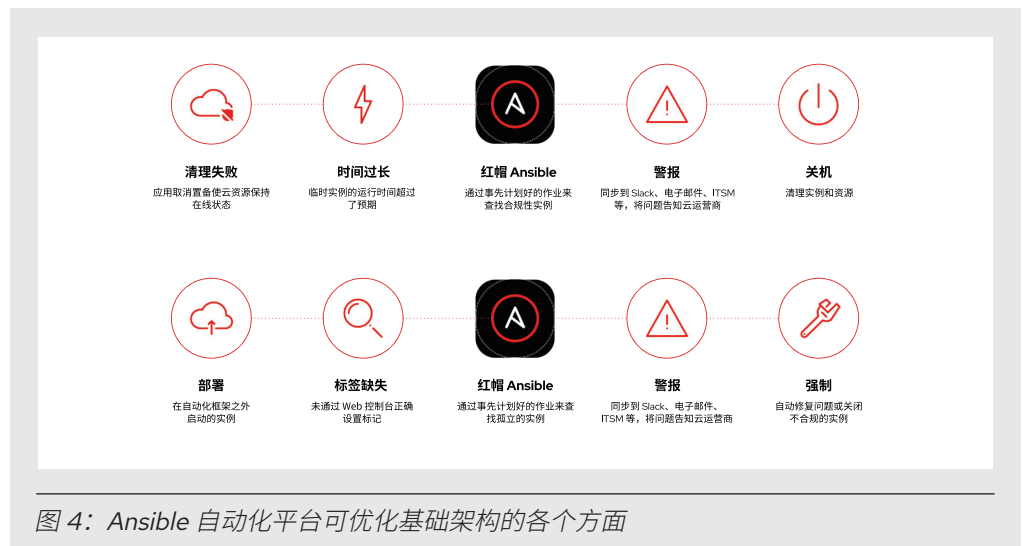 清理失败
时间过长
红帽 Ansible
警报
关机
应用取消置备使云资源保持
在线状态
临时实例的运行时间超过
了预期
通过事先计划好的作业来
查找合规性实例
同步到 Slack、电子邮件、ITSM
等，将问题告知云运营商
清理实例和资源
部署
标签缺失
红帽 Ansible
警报
强制
在自动化框架之外
启动的实例
未通过 Web 控制台正确
设置标记
通过事先计划好的作业来查
找孤立的实例
同步到 Slack、电子邮件、
ITSM 等，将问题告知云运营商
自动修复问题或关闭
不合规的实例
图 4：Ansible 自动化平台可优化基础架构的各个方面